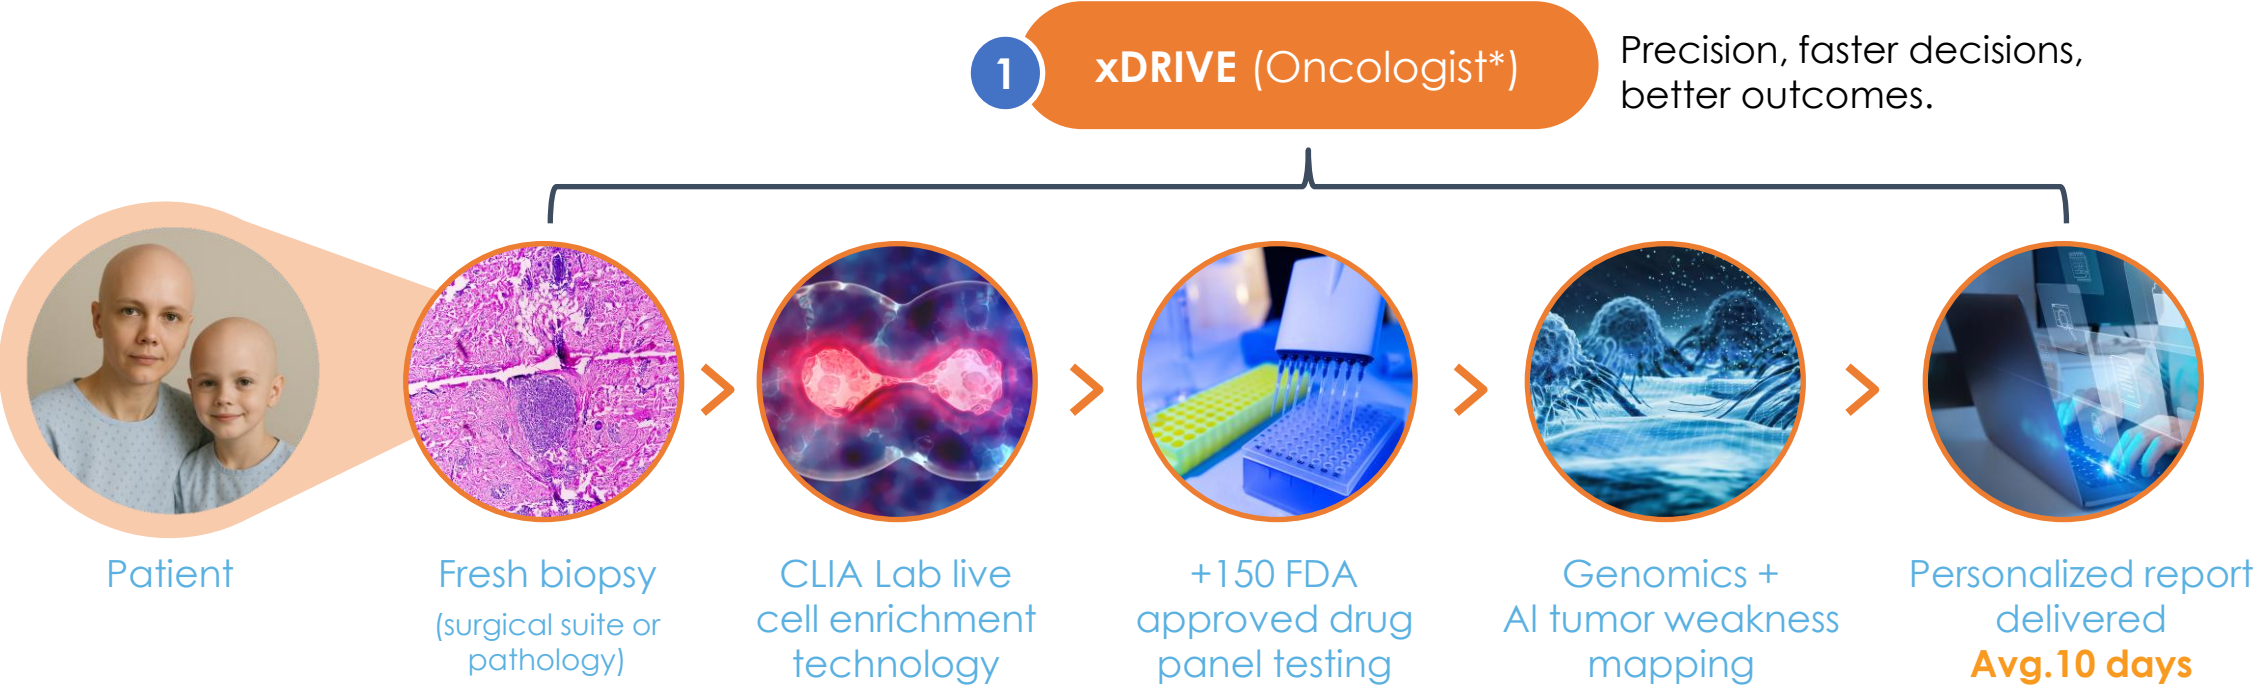 1
xDRIVE (Oncologist*)
Precision, faster decisions,
better outcomes.
Patient
Fresh biopsy
(surgical suite or
pathology)
CLIA Lab live
cell enrichment
technology
+150 FDA
approved drug
panel testing
Genomics +
AI tumor weakness
mapping
Personalized report
delivered
Avg.10 days